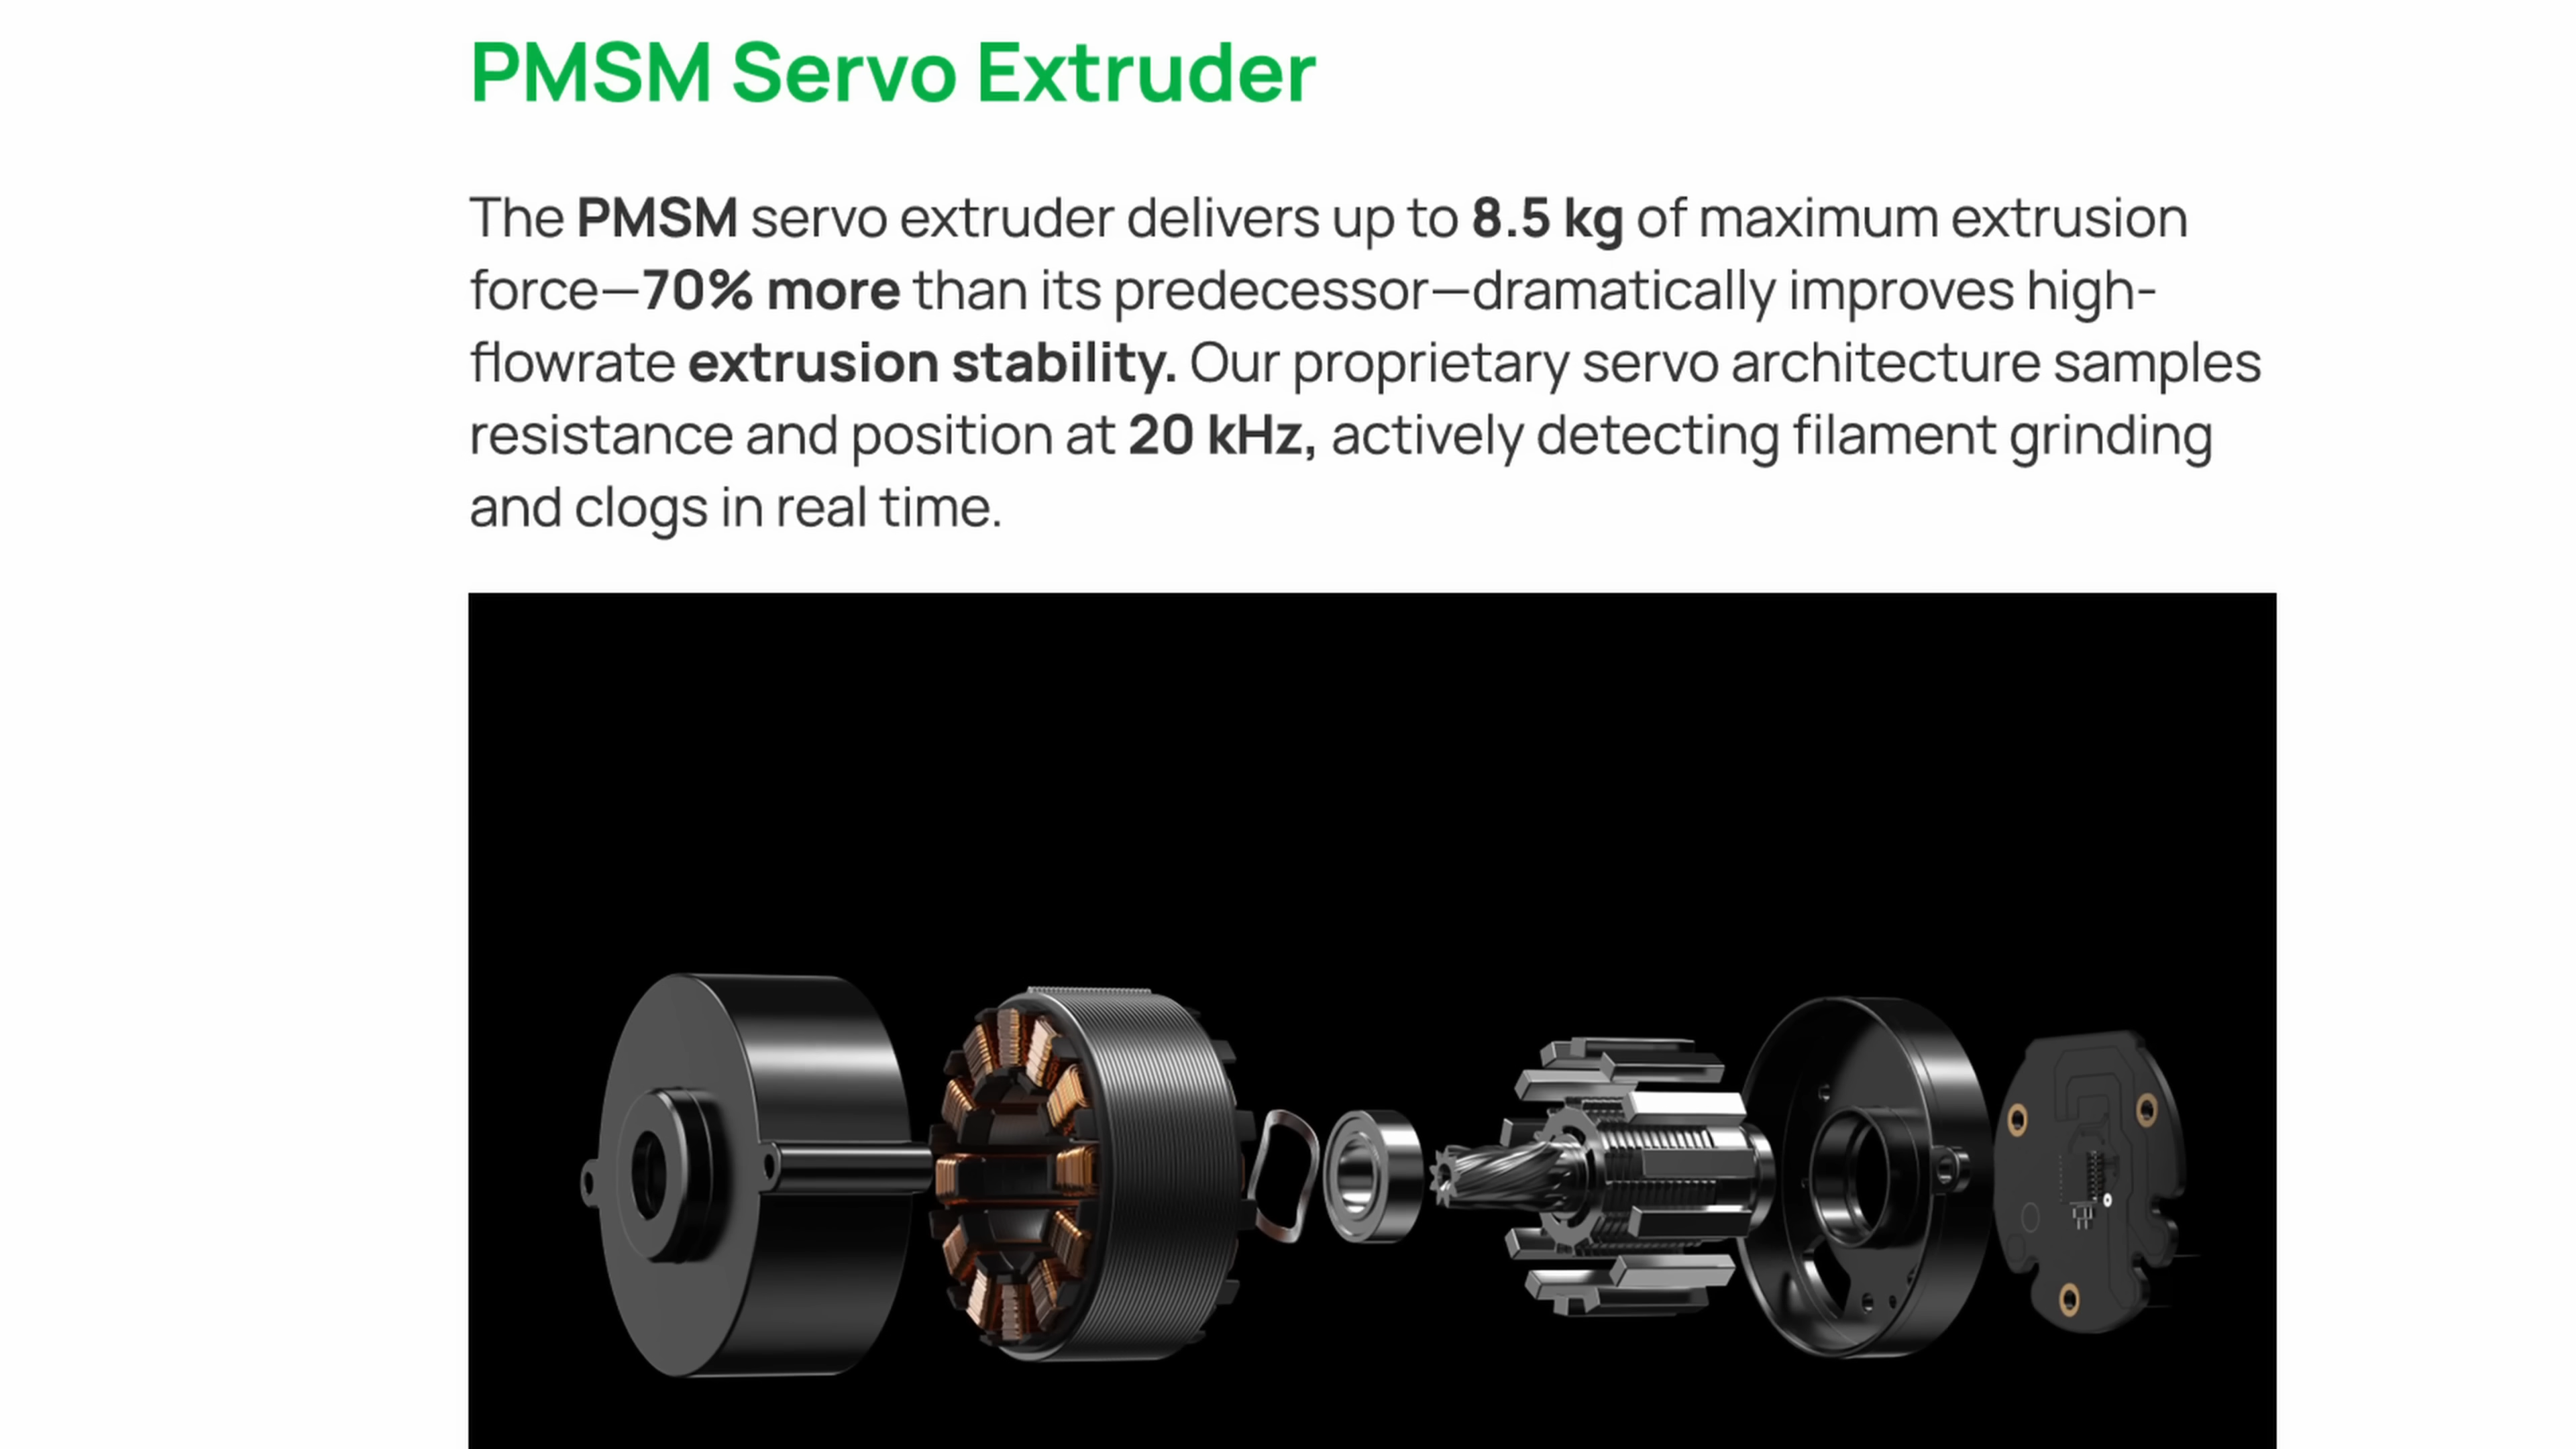 PMSM Servo Extruder
The PMSM servo extruder delivers up to 8.5 kg of maximum extrusion
force—70% more than its predecessor—dramatically improves high-
flowrate extrusion stability. Our proprietary servo architecture samples
resistance and position at 20 kHz, actively detecting filament grinding
and clogs in real time.